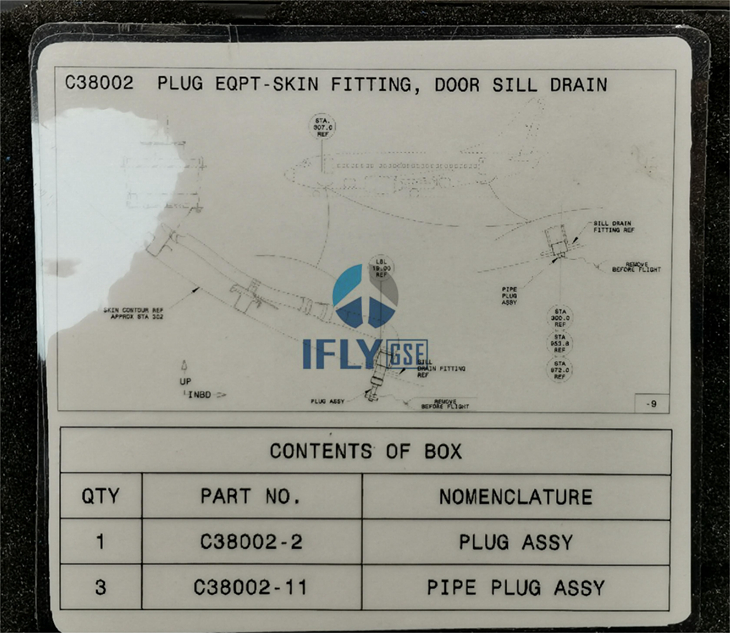 C38002 PLUG EQPT-SKIN FITTING, DOOR SILL DRAIN
STA.
307.0
REF
SILL DRAIN
FITTING REF
REMOVE
BEFORE FLIGHT
PIPE
PLUG
ASSY
LBL
19.00
REF
STA
300.0
REF
STA
953.8
REF
STA
972.0
REF
SKIN CONTOUR REF
APPROX STA 302
IFLY GSE
SILL
DRAIN FITTING
REF
UP
INBD
PLUG ASSY
REMOVE
BEFORE FLIGHT
-9
CONTENTS OF BOX
QTY PART NO. NOMENCLATURE
1 C38002-2 PLUG ASSY
3 C38002-11 PIPE PLUG ASSY